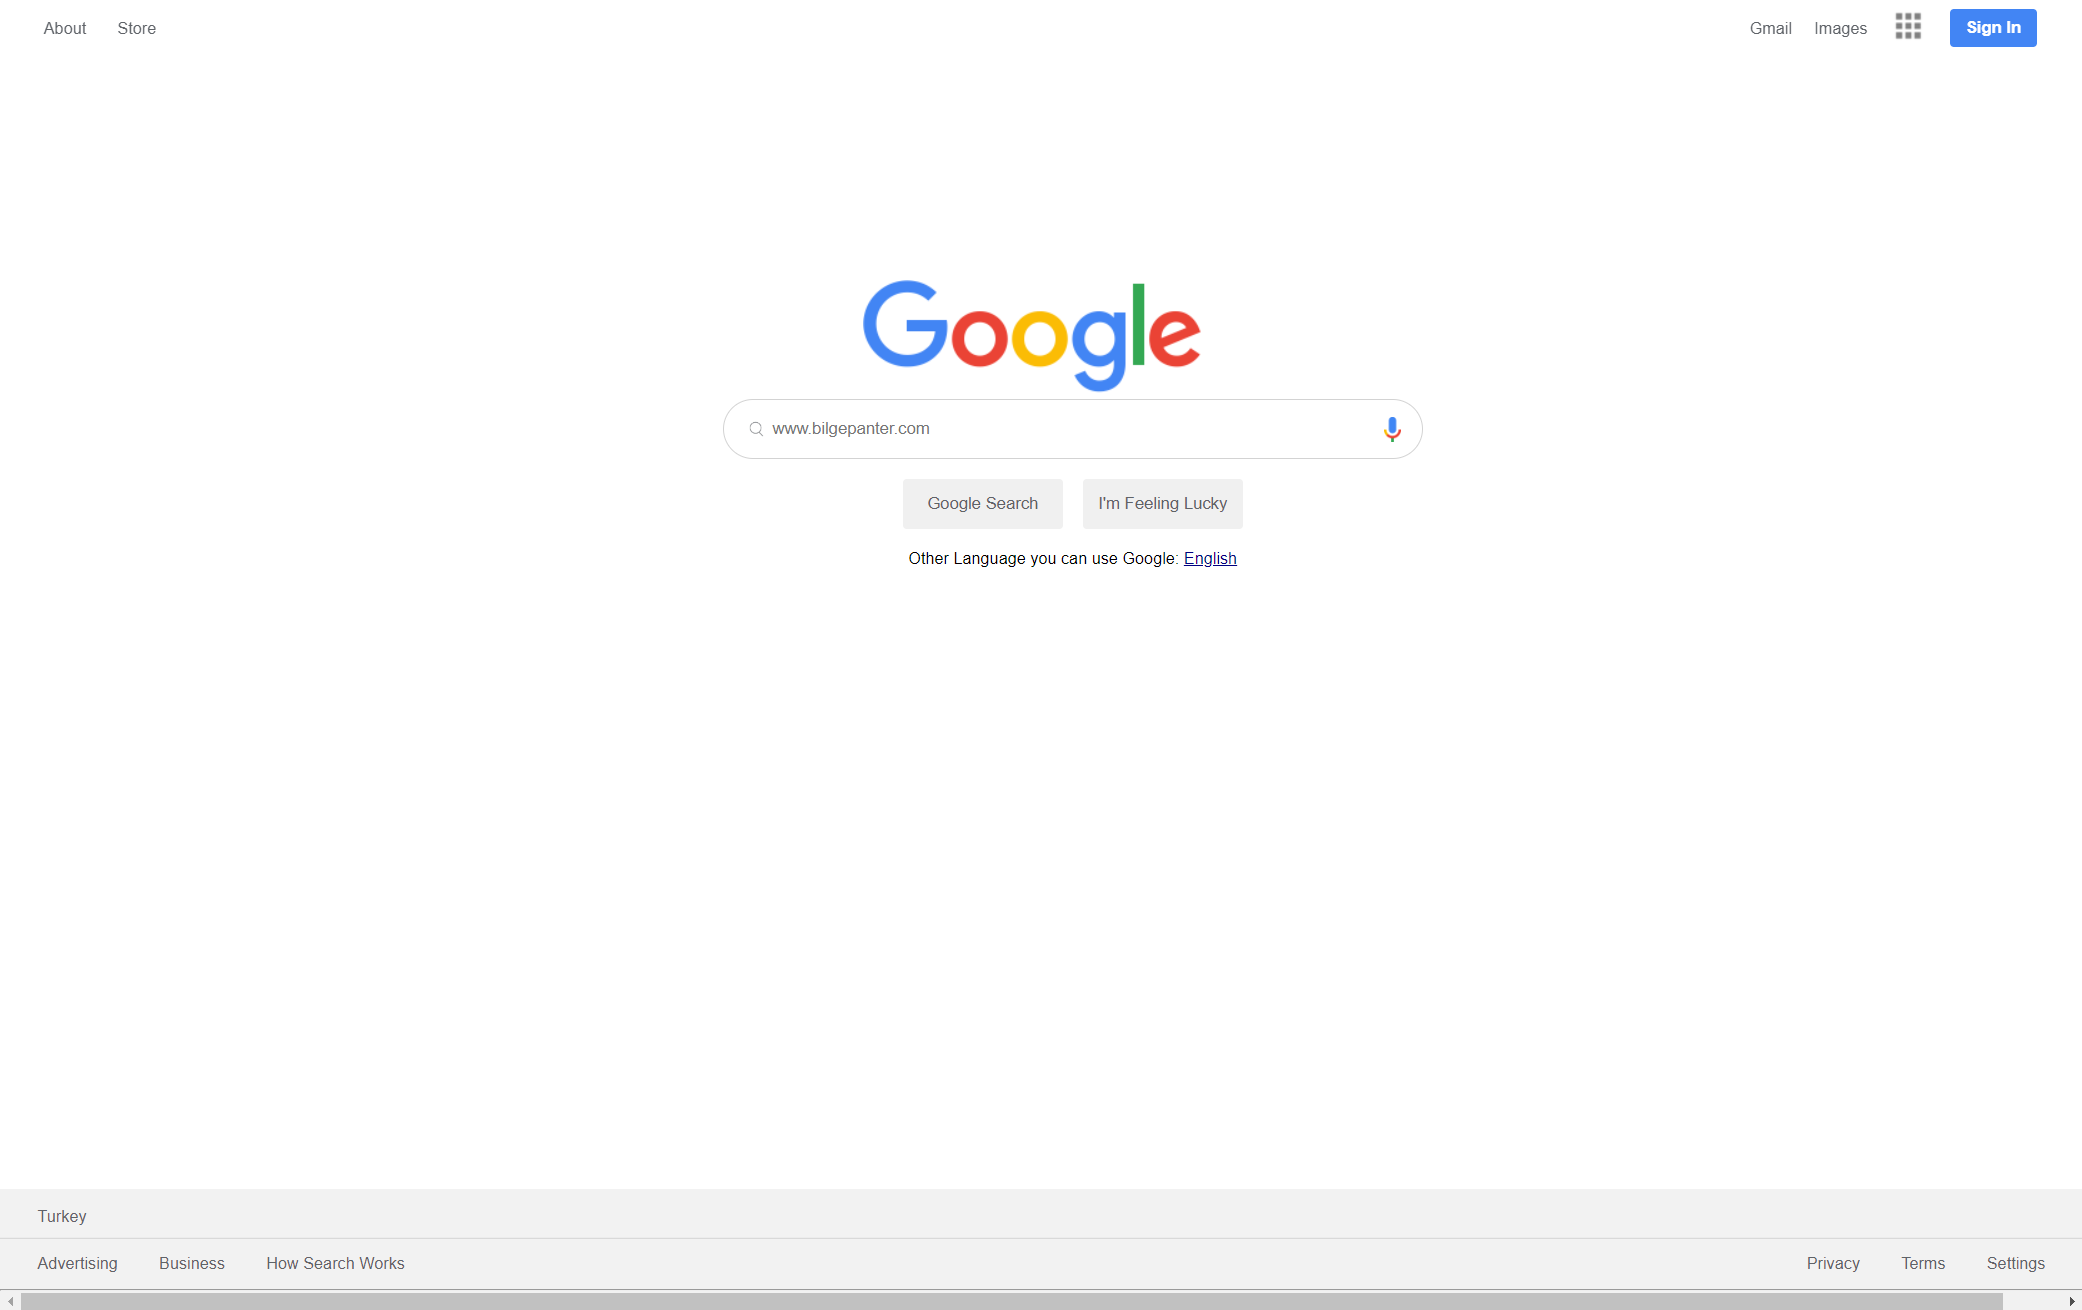 About Store Gmail Images Sign In
Google
www.bilgepanter.com
Google Search I'm Feeling Lucky
Other Language you can use Google: English
Turkey
Advertising Business How Search Works Privacy Terms Settings